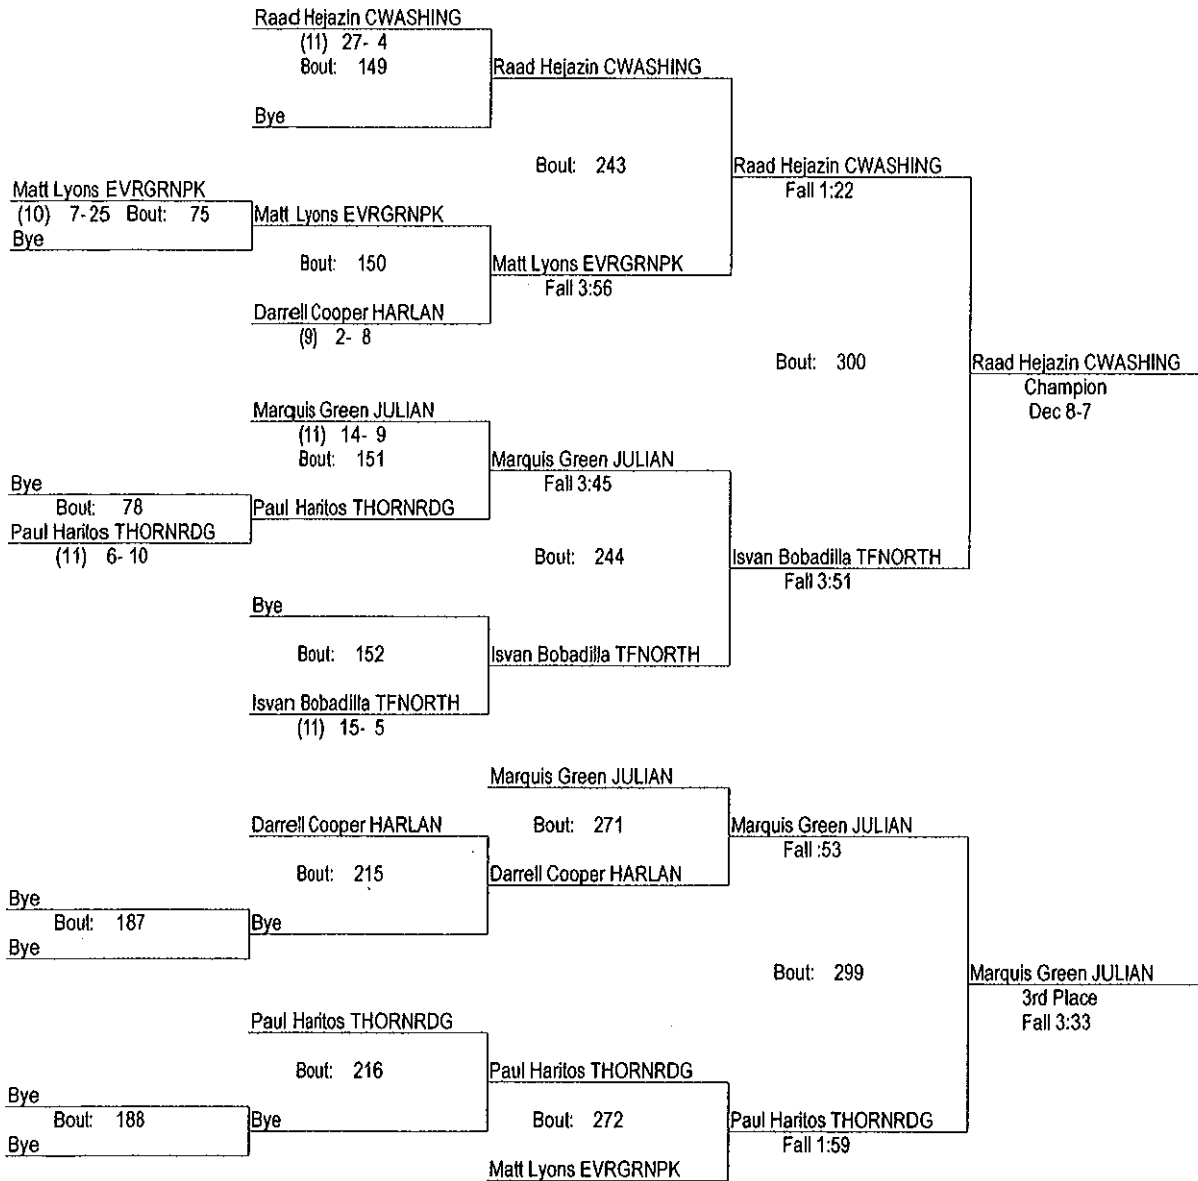 Raad Hejazin CWASHING
(11) 27- 4
Bout: 149
Raad Hejazin CWASHING
Bye
Bout: 243
Raad Hejazin CWASHING
Fall 1:22
Matt Lyons EVRGRNPK
(10) 7-25 Bout: 75
Bye
Matt Lyons EVRGRNPK
Bout: 150
Matt Lyons EVRGRNPK
Fall 3:56
Darrell Cooper HARLAN
(9) 2- 8
Bout: 300
Raad Hejazin CWASHING
Champion
Dec 8-7
Marquis Green JULIAN
(11) 14- 9
Bout: 151
Marquis Green JULIAN
Fall 3:45
Bye
Bout: 78
Paul Haritos THORNRDG
(11) 6- 10
Paul Haritos THORNRDG
Bout: 244
Isvan Bobadilla TFNORTH
Fall 3:51
Bye
Bout: 152
Isvan Bobadilla TFNORTH
Isvan Bobadilla TFNORTH
(11) 15- 5
Marquis Green JULIAN
Darrell Cooper HARLAN
Bout: 271
Marquis Green JULIAN
Fall :53
Bout: 215
Darrell Cooper HARLAN
Bye
Bout: 187
Bye
Bye
Bout: 299
Marquis Green JULIAN
3rd Place
Fall 3:33
Paul Haritos THORNRDG
Bout: 216
Paul Haritos THORNRDG
Bye
Bout: 188
Bye
Bye
Bout: 272
Paul Haritos THORNRDG
Fall 1:59
Matt Lyons EVRGRNPK